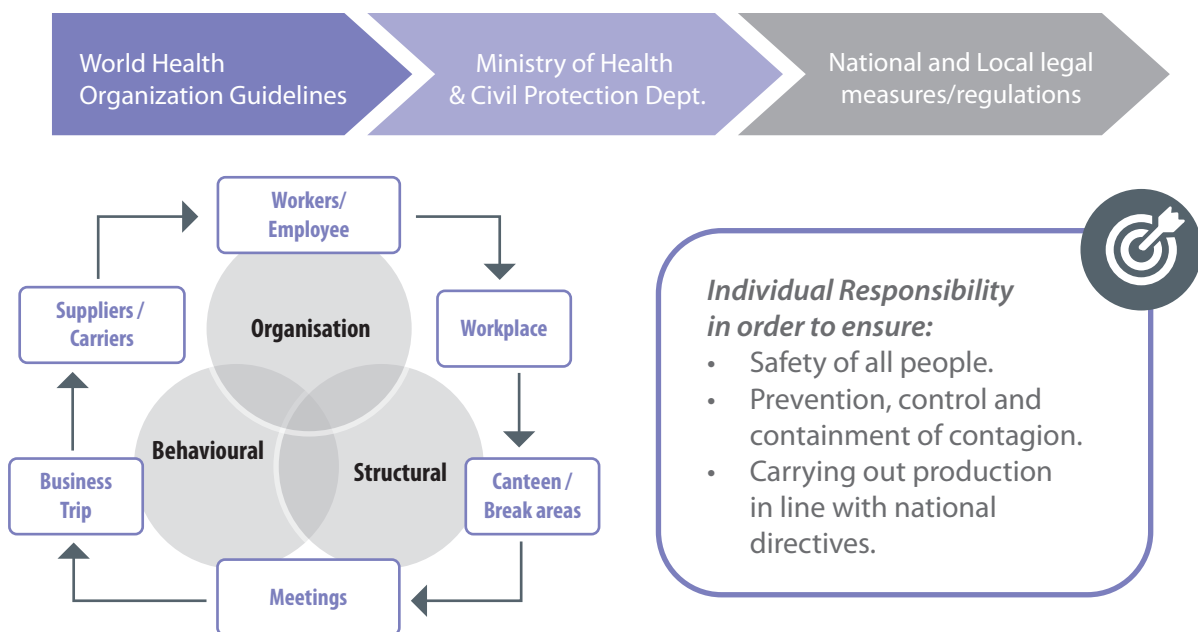 World Health
Organization Guidelines
Ministry of Health
& Civil Protection Dept.
National and Local legal
measures/regulations
Workers/
Employee
Suppliers /
Carriers
Organisation
Workplace
Behavioural
Structural
Business
Trip
Canteen /
Break areas
Meetings
Individual Responsibility
in order to ensure:
• Safety of all people.
• Prevention, control and
containment of contagion.
• Carrying out production
in line with national
directives.